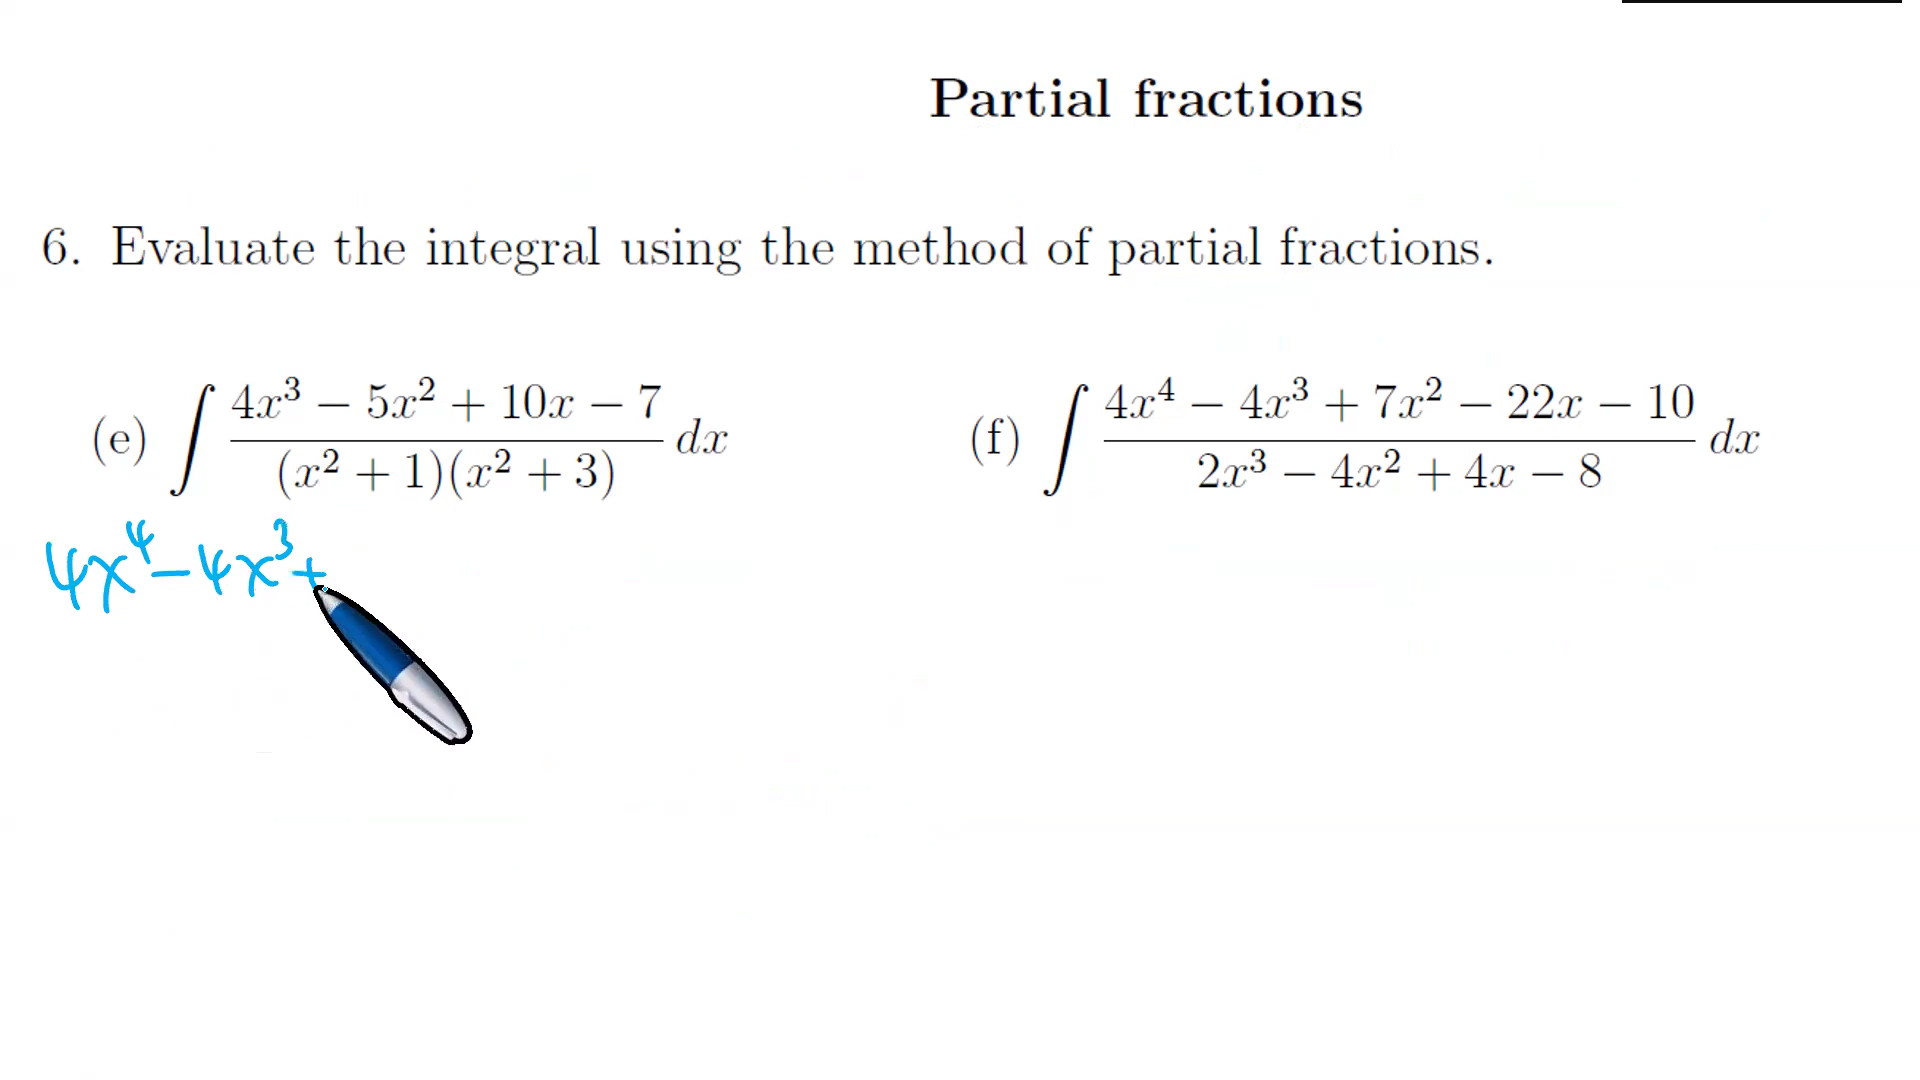 Partial fractions
6. Evaluate the integral using the method of partial fractions.
(e) ∫ (4x³ − 5x² + 10x − 7)/((x² + 1)(x² + 3)) dx
(f) ∫ (4x⁴ − 4x³ + 7x² − 22x − 10)/(2x³ − 4x² + 4x − 8) dx
4x⁴ − 4x³ +